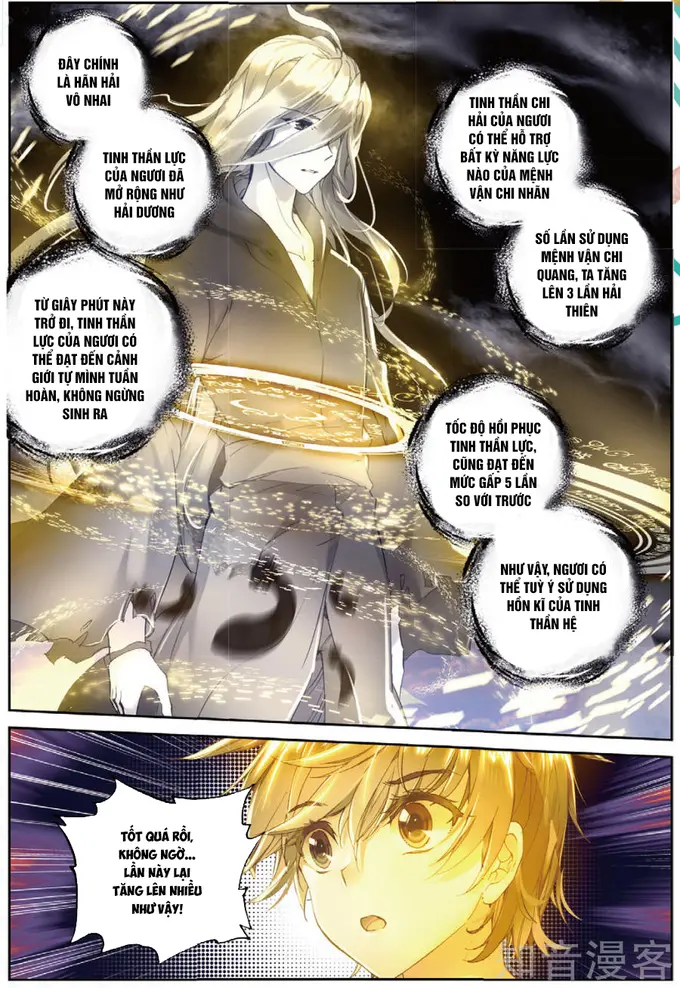 ĐÂY CHÍNH
LÀ HÃN HẢI
VÔ NHAI
TINH THẦN LỰC
CỦA NGƯƠI ĐÃ
MỞ RỘNG NHƯ
HẢI DƯƠNG
TỪ GIÂY PHÚT NÀY
TRỞ ĐI, TINH THẦN
LỰC CỦA NGƯƠI CÓ
THỂ ĐẠT ĐẾN CẢNH
GIỚI TỰ MÌNH TUẦN
HOÀN, KHÔNG NGỪNG
SINH RA
TINH THẦN CHI
HẢI CỦA NGƯƠI
CÓ THỂ HỖ TRỢ
BẤT KỲ NĂNG LỰC
NÀO CỦA MỆNH
VẬN CHI NHÃN
SỐ LẦN SỬ DỤNG
MỆNH VẬN CHI
QUANG, TA TĂNG
LÊN 3 LẦN HẢI
THIÊN
TỐC ĐỘ HỒI PHỤC
TINH THẦN LỰC,
CŨNG ĐẠT ĐẾN
MỨC GẤP 5 LẦN
SO VỚI TRƯỚC
NHƯ VẬY, NGƯƠI CÓ
THỂ TUỲ Ý SỬ DỤNG
HỒN KĨ CỦA TINH
THẦN HỆ
TỐT QUÁ RỒI,
KHÔNG NGỜ...
LẦN NÀY LẠI
TĂNG LÊN NHIỀU
NHƯ VẬY!
知音漫客